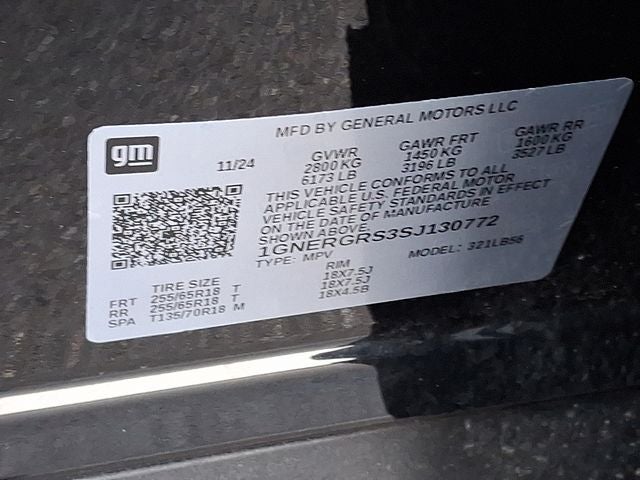 gm
MFD BY GENERAL MOTORS LLC
11/24 GVWR GAWR FRT GAWR RR
2800 KG 1450 KG 1600 KG
6173 LB 3196 LB 3527 LB
THIS VEHICLE CONFORMS TO ALL
APPLICABLE U.S. FEDERAL MOTOR
VEHICLE SAFETY STANDARDS IN EFFECT
ON THE DATE OF MANUFACTURE
SHOWN ABOVE.
1GNERGRS3SJ130772
TYPE: MPV MODEL: 321LB56
TIRE SIZE RIM
FRT 255/65R18 T 18X7.5J
RR 255/65R18 T 18X7.5J
SPA T135/70R18 M 18X4.5B